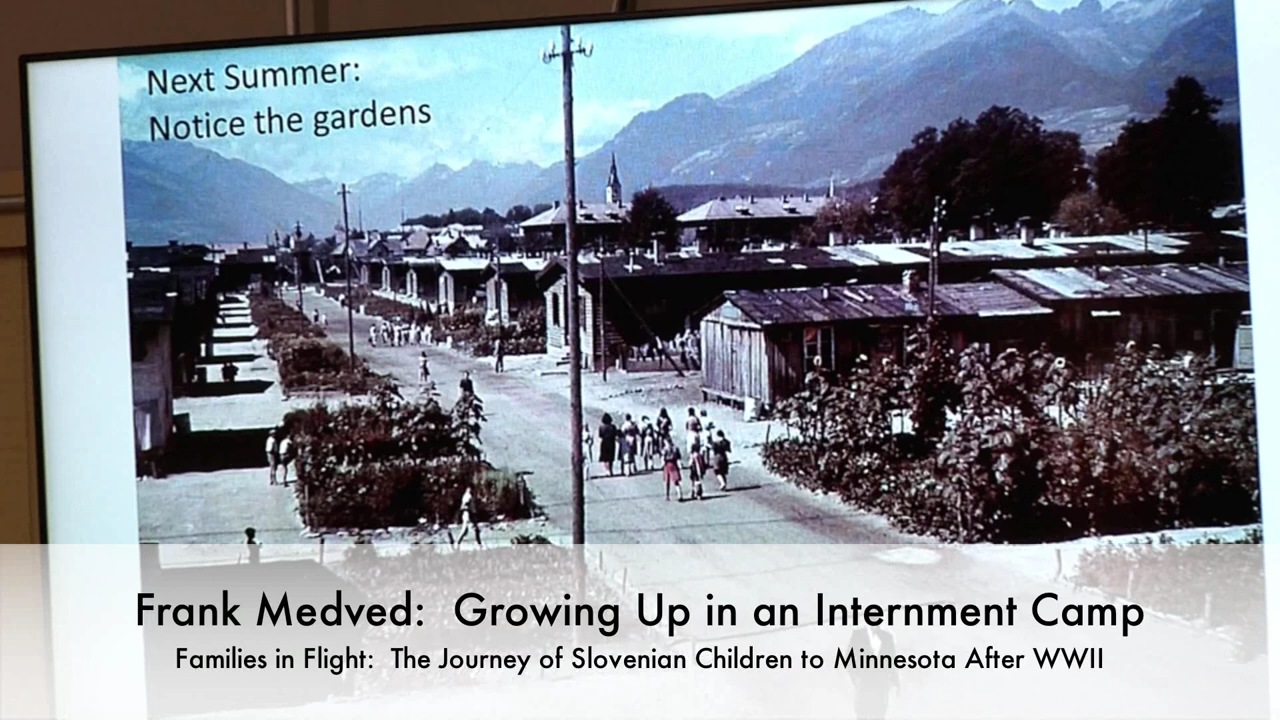 Next Summer:
Notice the gardens
Frank Medved:  Growing Up in an Internment Camp
Families in Flight:  The Journey of Slovenian Children to Minnesota After WWII